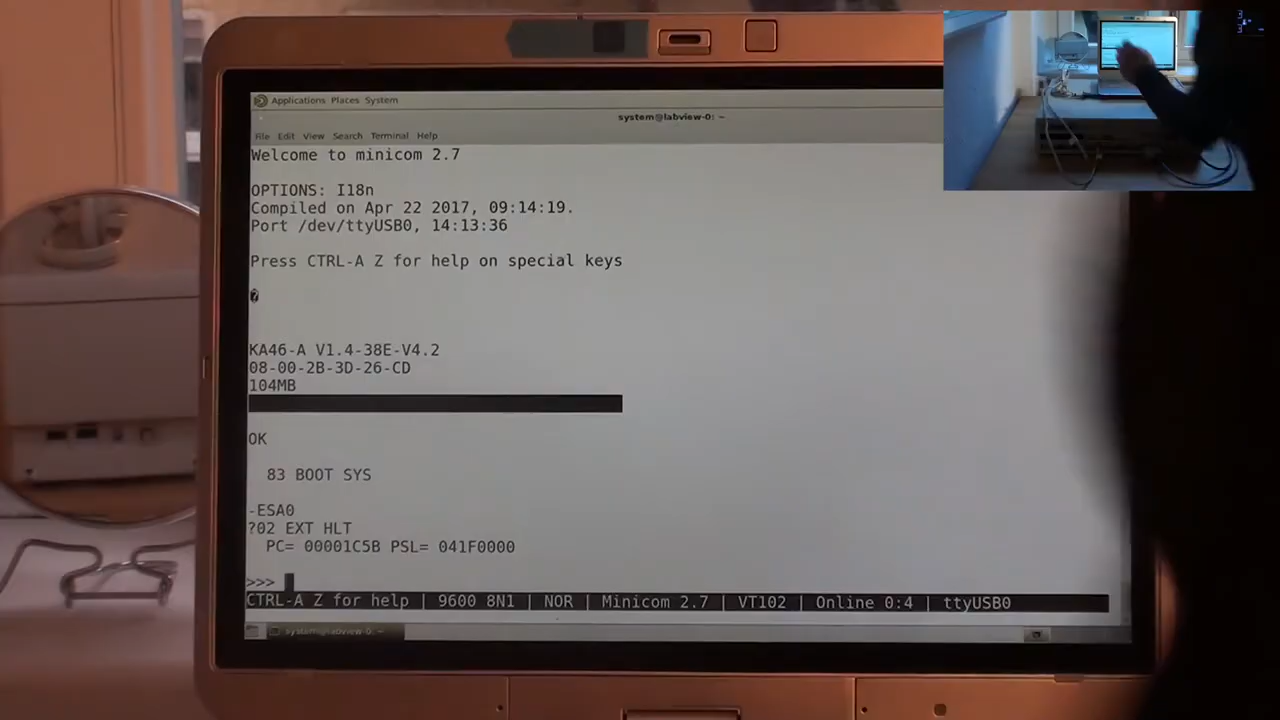 Applications Places System
system@labview-0: ~
File Edit View Search Terminal Help
Welcome to minicom 2.7
OPTIONS: I18n
Compiled on Apr 22 2017, 09:14:19.
Port /dev/ttyUSB0, 14:13:36
Press CTRL-A Z for help on special keys
KA46-A V1.4-38E-V4.2
08-00-2B-3D-26-CD
104MB
OK
83 BOOT SYS
-ESA0
?02 EXT HLT
PC= 00001C5B PSL= 041F0000
>>>
CTRL-A Z for help | 9600 8N1 | NOR | Minicom 2.7 | VT102 | Online 0:4 | ttyUSB0
system@labview-0: ~